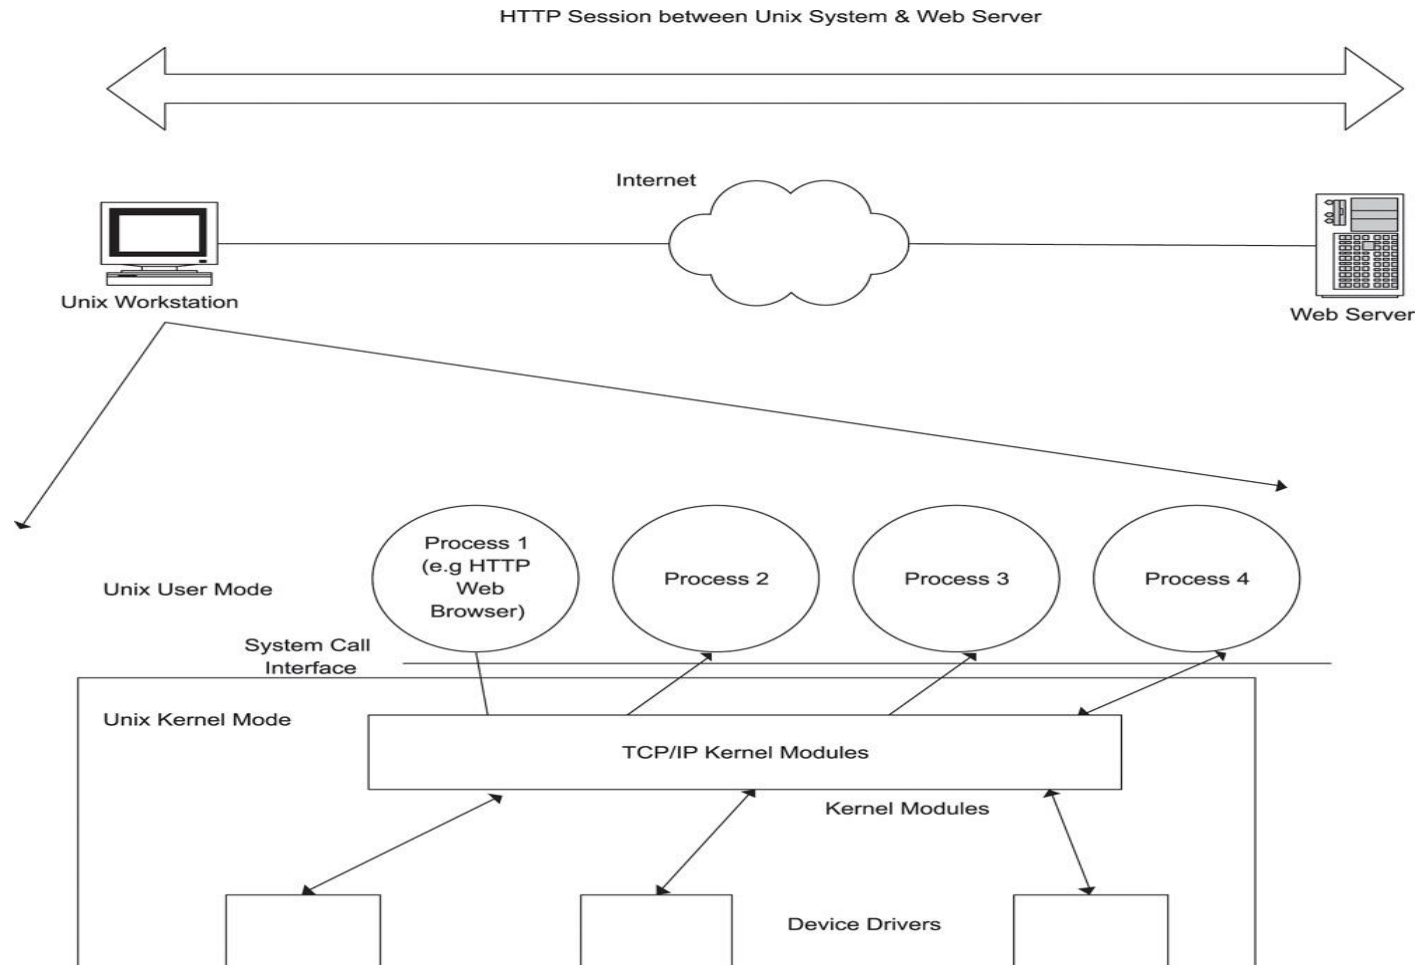 HTTP Session between Unix System & Web Server
Internet
Unix Workstation
Web Server
Process 1
(e.g HTTP
Web
Browser)
Process 2
Process 3
Process 4
Unix User Mode
System Call
Interface
Unix Kernel Mode
TCP/IP Kernel Modules
Kernel Modules
Device Drivers